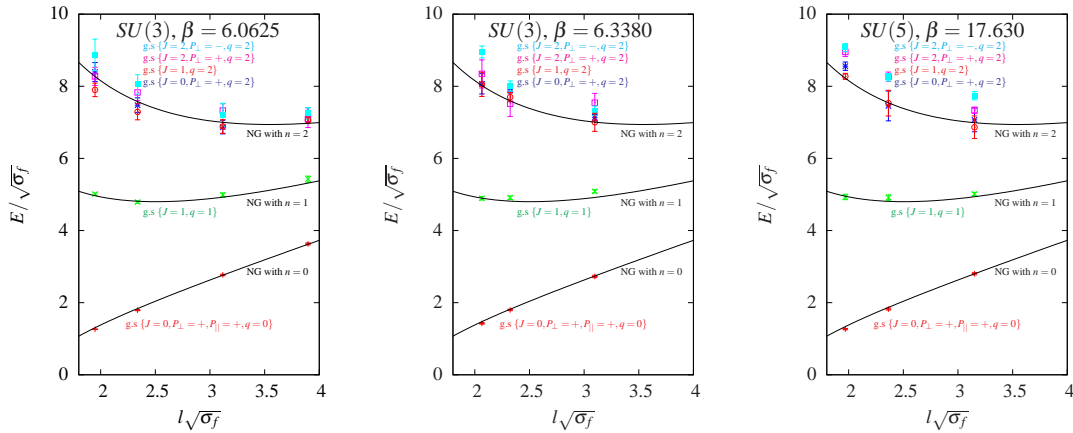 SU(3), β = 6.0625
g.s {J = 2, P⊥ = −, q = 2}
g.s {J = 2, P⊥ = +, q = 2}
g.s {J = 1, q = 2}
g.s {J = 0, P⊥ = +, q = 2}
NG with n = 2
NG with n = 1
g.s {J = 1, q = 1}
NG with n = 0
g.s {J = 0, P⊥ = +, P|| = +, q = 0}
E/√σf
10
8
6
4
2
0
2 2.5 3 3.5 4
l√σf
SU(3), β = 6.3380
g.s {J = 2, P⊥ = −, q = 2}
g.s {J = 2, P⊥ = +, q = 2}
g.s {J = 1, q = 2}
g.s {J = 0, P⊥ = +, q = 2}
NG with n = 2
NG with n = 1
g.s {J = 1, q = 1}
NG with n = 0
g.s {J = 0, P⊥ = +, P|| = +, q = 0}
E/√σf
10
8
6
4
2
0
2 2.5 3 3.5 4
l√σf
SU(5), β = 17.630
g.s {J = 2, P⊥ = −, q = 2}
g.s {J = 2, P⊥ = +, q = 2}
g.s {J = 1, q = 2}
g.s {J = 0, P⊥ = +, q = 2}
NG with n = 2
NG with n = 1
g.s {J = 1, q = 1}
NG with n = 0
g.s {J = 0, P⊥ = +, P|| = +, q = 0}
E/√σf
10
8
6
4
2
0
2 2.5 3 3.5 4
l√σf